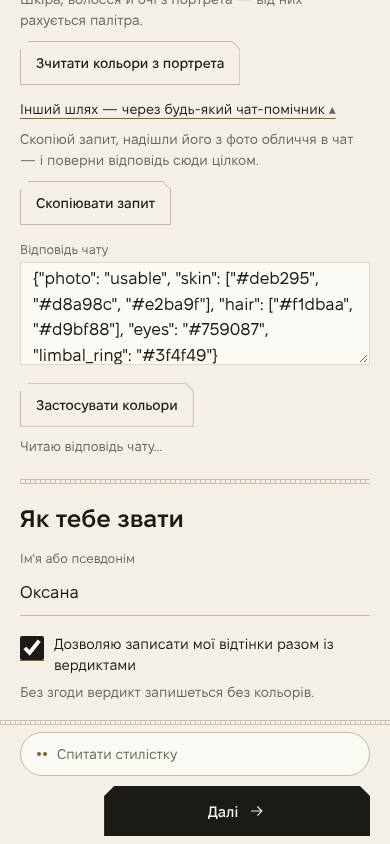 Шкіра, волосся й очі з портрета — від них
рахується палітра.
Зчитати кольори з портрета
Інший шлях — через будь-який чат-помічник ▲
Скопіюй запит, надішли його з фото обличчя в чат
— і поверни відповідь сюди цілком.
Скопіювати запит
Відповідь чату
{"photo": "usable", "skin": ["#deb295",
"#d8a98c", "#e2ba9f"], "hair": ["#f1dbaa",
"#d9bf88"], "eyes": "#759087",
"limbal_ring": "#3f4f49"}
Застосувати кольори
Читаю відповідь чату...
Як тебе звати
Ім'я або псевдонім
Оксана
Дозволяю записати мої відтінки разом із
вердиктами
Без згоди вердикт запишеться без кольорів.
Спитати стилістку
Далі →